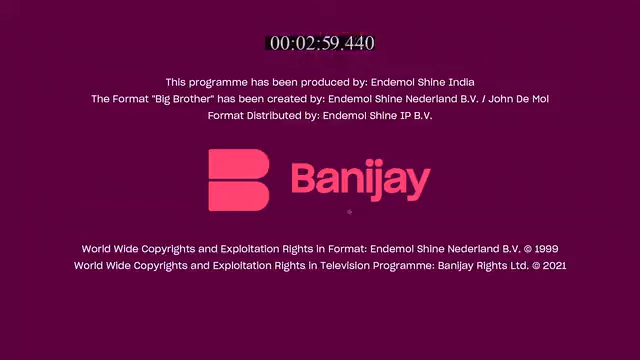 00:02:59.440
This programme has been produced by: Endemol Shine India
The Format "Big Brother" has been created by: Endemol Shine Nederland B.V. / John De Mol
Format Distributed by: Endemol Shine IP B.V.
Banijay
World Wide Copyrights and Exploitation Rights in Format: Endemol Shine Nederland B.V. © 1999
World Wide Copyrights and Exploitation Rights in Television Programme: Banijay Rights Ltd. © 2021